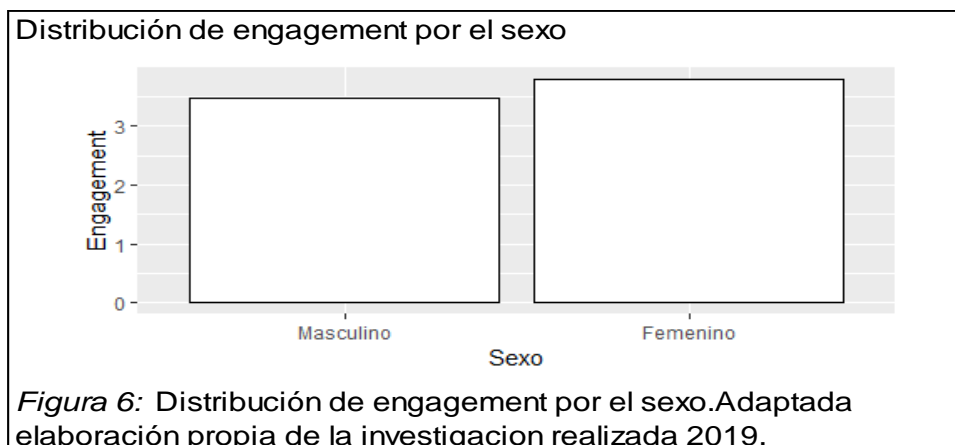 Distribución de engagement por el sexo
Engagement
3
2
1
0
Masculino
Femenino
Sexo
Figura 6: Distribución de engagement por el sexo.Adaptada
elaboración propia de la investigacion realizada 2019.